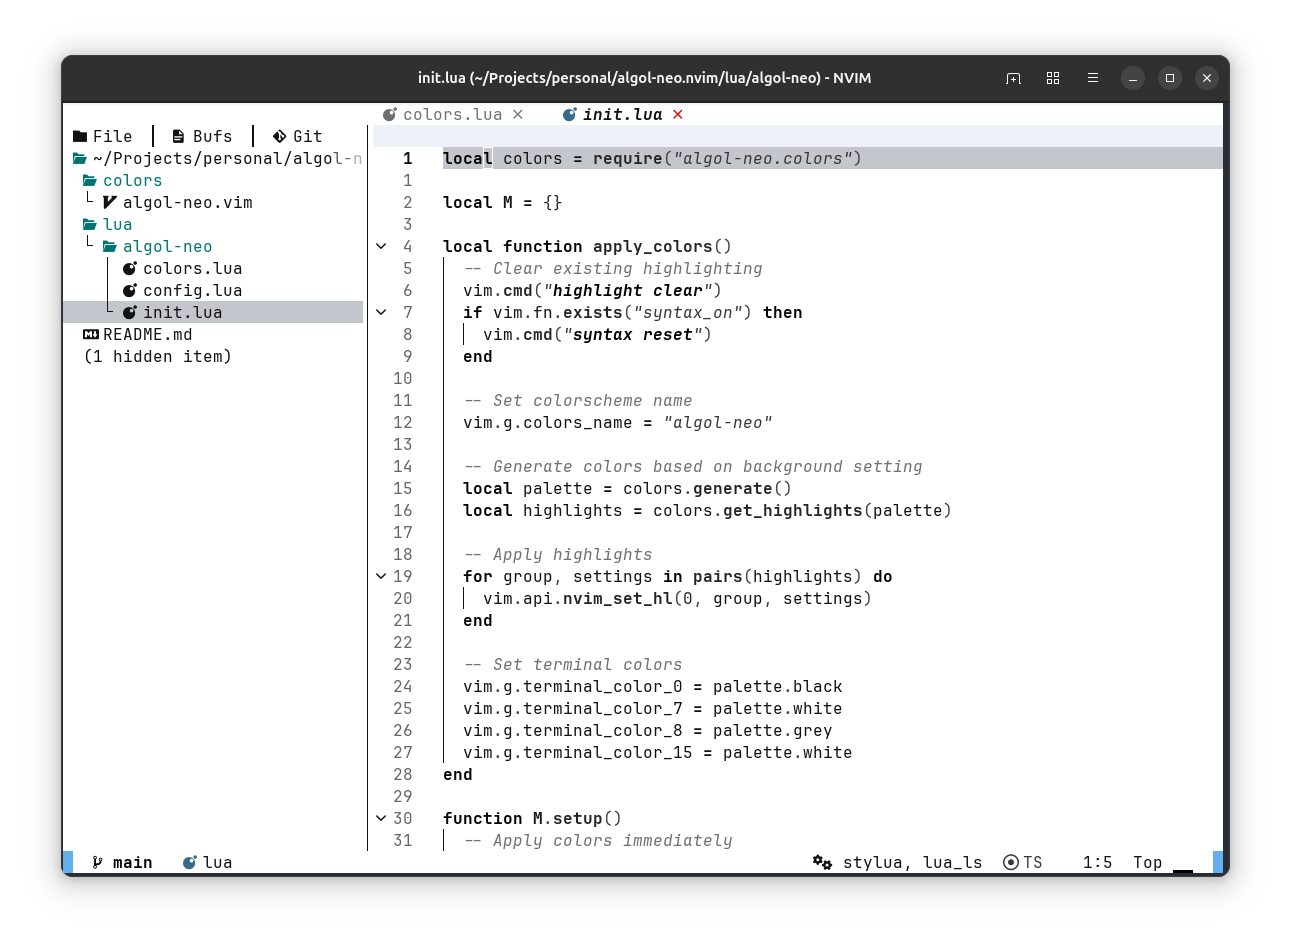 init.lua (~/Projects/personal/algol-neo.nvim/lua/algol-neo) - NVIM
colors.lua × init.lua ×
File Bufs Git
~/Projects/personal/algol-n
colors
algol-neo.vim
lua
algol-neo
colors.lua
config.lua
init.lua
README.md
(1 hidden item)
1 local colors = require("algol-neo.colors")
1
2 local M = {}
3
4 local function apply_colors()
5 -- Clear existing highlighting
6 vim.cmd("highlight clear")
7 if vim.fn.exists("syntax_on") then
8 vim.cmd("syntax reset")
9 end
10
11 -- Set colorscheme name
12 vim.g.colors_name = "algol-neo"
13
14 -- Generate colors based on background setting
15 local palette = colors.generate()
16 local highlights = colors.get_highlights(palette)
17
18 -- Apply highlights
19 for group, settings in pairs(highlights) do
20 vim.api.nvim_set_hl(0, group, settings)
21 end
22
23 -- Set terminal colors
24 vim.g.terminal_color_0 = palette.black
25 vim.g.terminal_color_7 = palette.white
26 vim.g.terminal_color_8 = palette.grey
27 vim.g.terminal_color_15 = palette.white
28 end
29
30 function M.setup()
31 -- Apply colors immediately
main lua stylua, lua_ls TS 1:5 Top